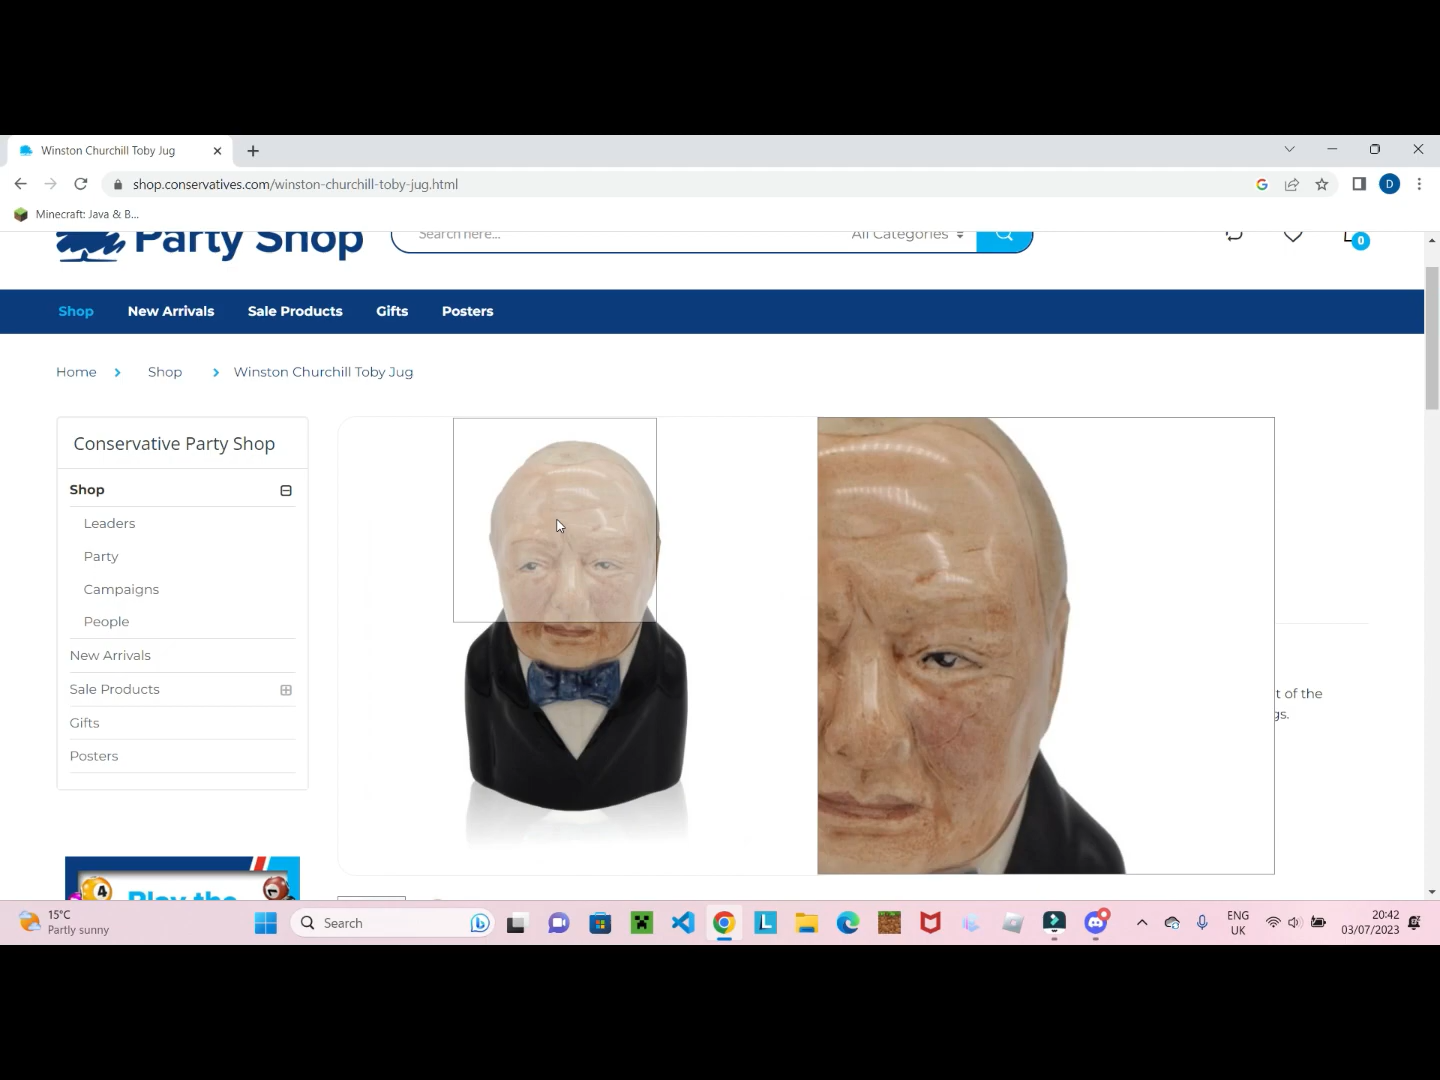 Winston Churchill Toby Jug
shop.conservatives.com/winston-churchill-toby-jug.html
D
Minecraft: Java & B...
Party Shop
Search here...
All Categories
0
Shop
New Arrivals
Sale Products
Gifts
Posters
Home
Shop
Winston Churchill Toby Jug
Conservative Party Shop
Shop
Leaders
Party
Campaigns
People
New Arrivals
Sale Products
Gifts
Posters
t of the
gs.
4
Play the
15°C
Partly sunny
Search
L
ENG
UK
20:42
03/07/2023